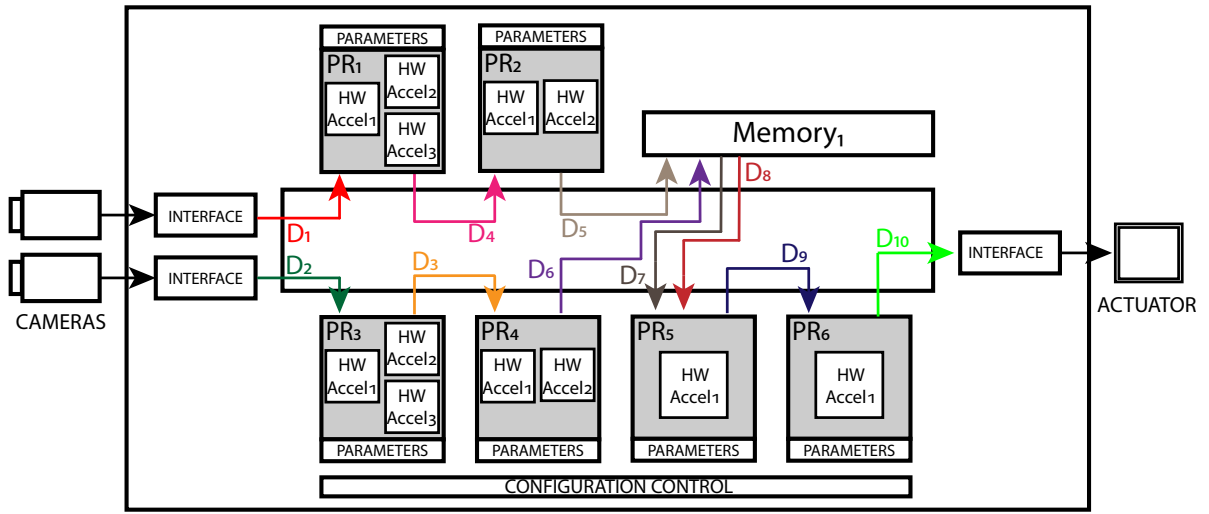 PARAMETERS
PR₁
HW
Accel2
HW
Accel1
HW
Accel3
PARAMETERS
PR₂
HW
Accel1
HW
Accel2
Memory₁
D₈
INTERFACE
D₁
D₄
D₅
INTERFACE
D₂
D₃
D₆
D₇
D₉
D₁₀
INTERFACE
CAMERAS
ACTUATOR
PR₃
HW
Accel2
HW
Accel1
HW
Accel3
PARAMETERS
PR₄
HW
Accel1
HW
Accel2
PARAMETERS
PR₅
HW
Accel1
PARAMETERS
PR₆
HW
Accel1
PARAMETERS
CONFIGURATION CONTROL